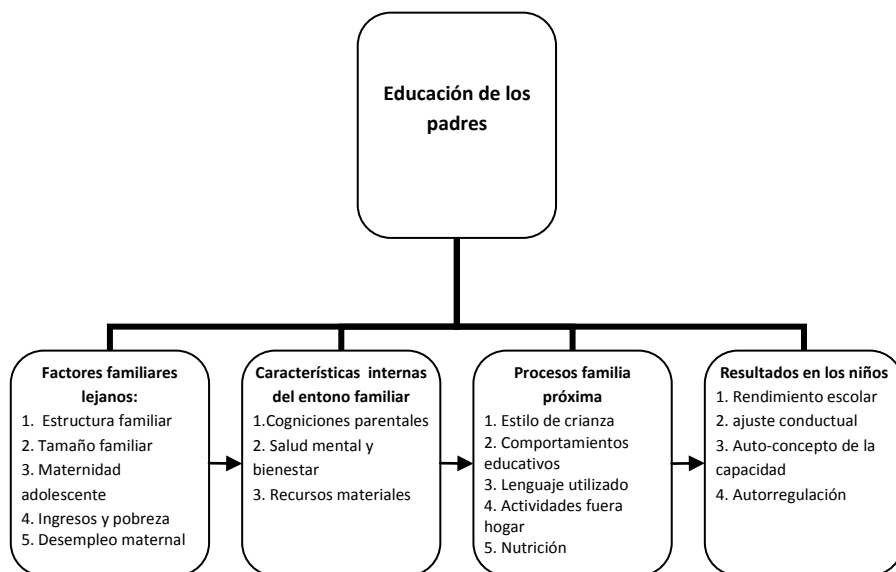 Educación de los
padres
Factores familiares
lejanos:
1. Estructura familiar
2. Tamaño familiar
3. Maternidad
adolescente
4. Ingresos y pobreza
5. Desempleo maternal
Características internas
del entono familiar
1.Cogniciones parentales
2. Salud mental y
bienestar
3. Recursos materiales
Procesos familia
próxima
1. Estilo de crianza
2. Comportamientos
educativos
3. Lenguaje utilizado
4. Actividades fuera
hogar
5. Nutrición
Resultados en los niños
1. Rendimiento escolar
2. ajuste conductual
3. Auto-concepto de la
capacidad
4. Autorregulación